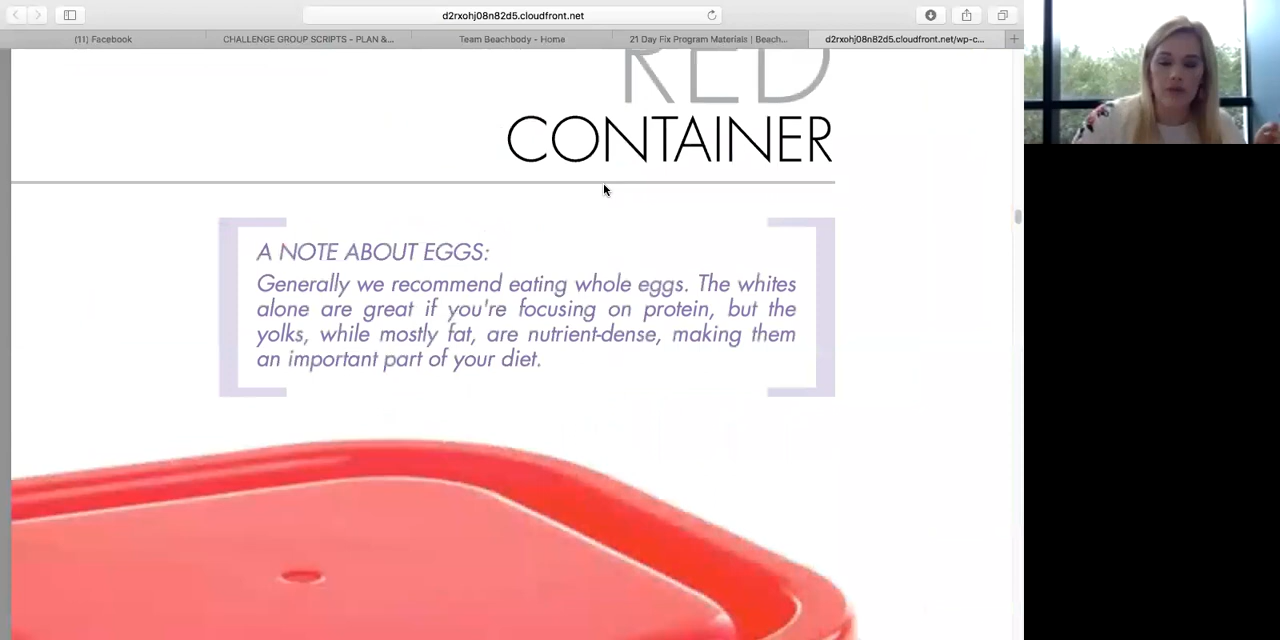 d2rxohj08n82d5.cloudfront.net
(11) Facebook
CHALLENGE GROUP SCRIPTS - PLAN &...
Team Beachbody - Home
21 Day Fix Program Materials | Beach...
d2rxohj08n82d5.cloudfront.net/wp-c...
RED
CONTAINER
A NOTE ABOUT EGGS:
Generally we recommend eating whole eggs. The whites
alone are great if you're focusing on protein, but the
yolks, while mostly fat, are nutrient-dense, making them
an important part of your diet.